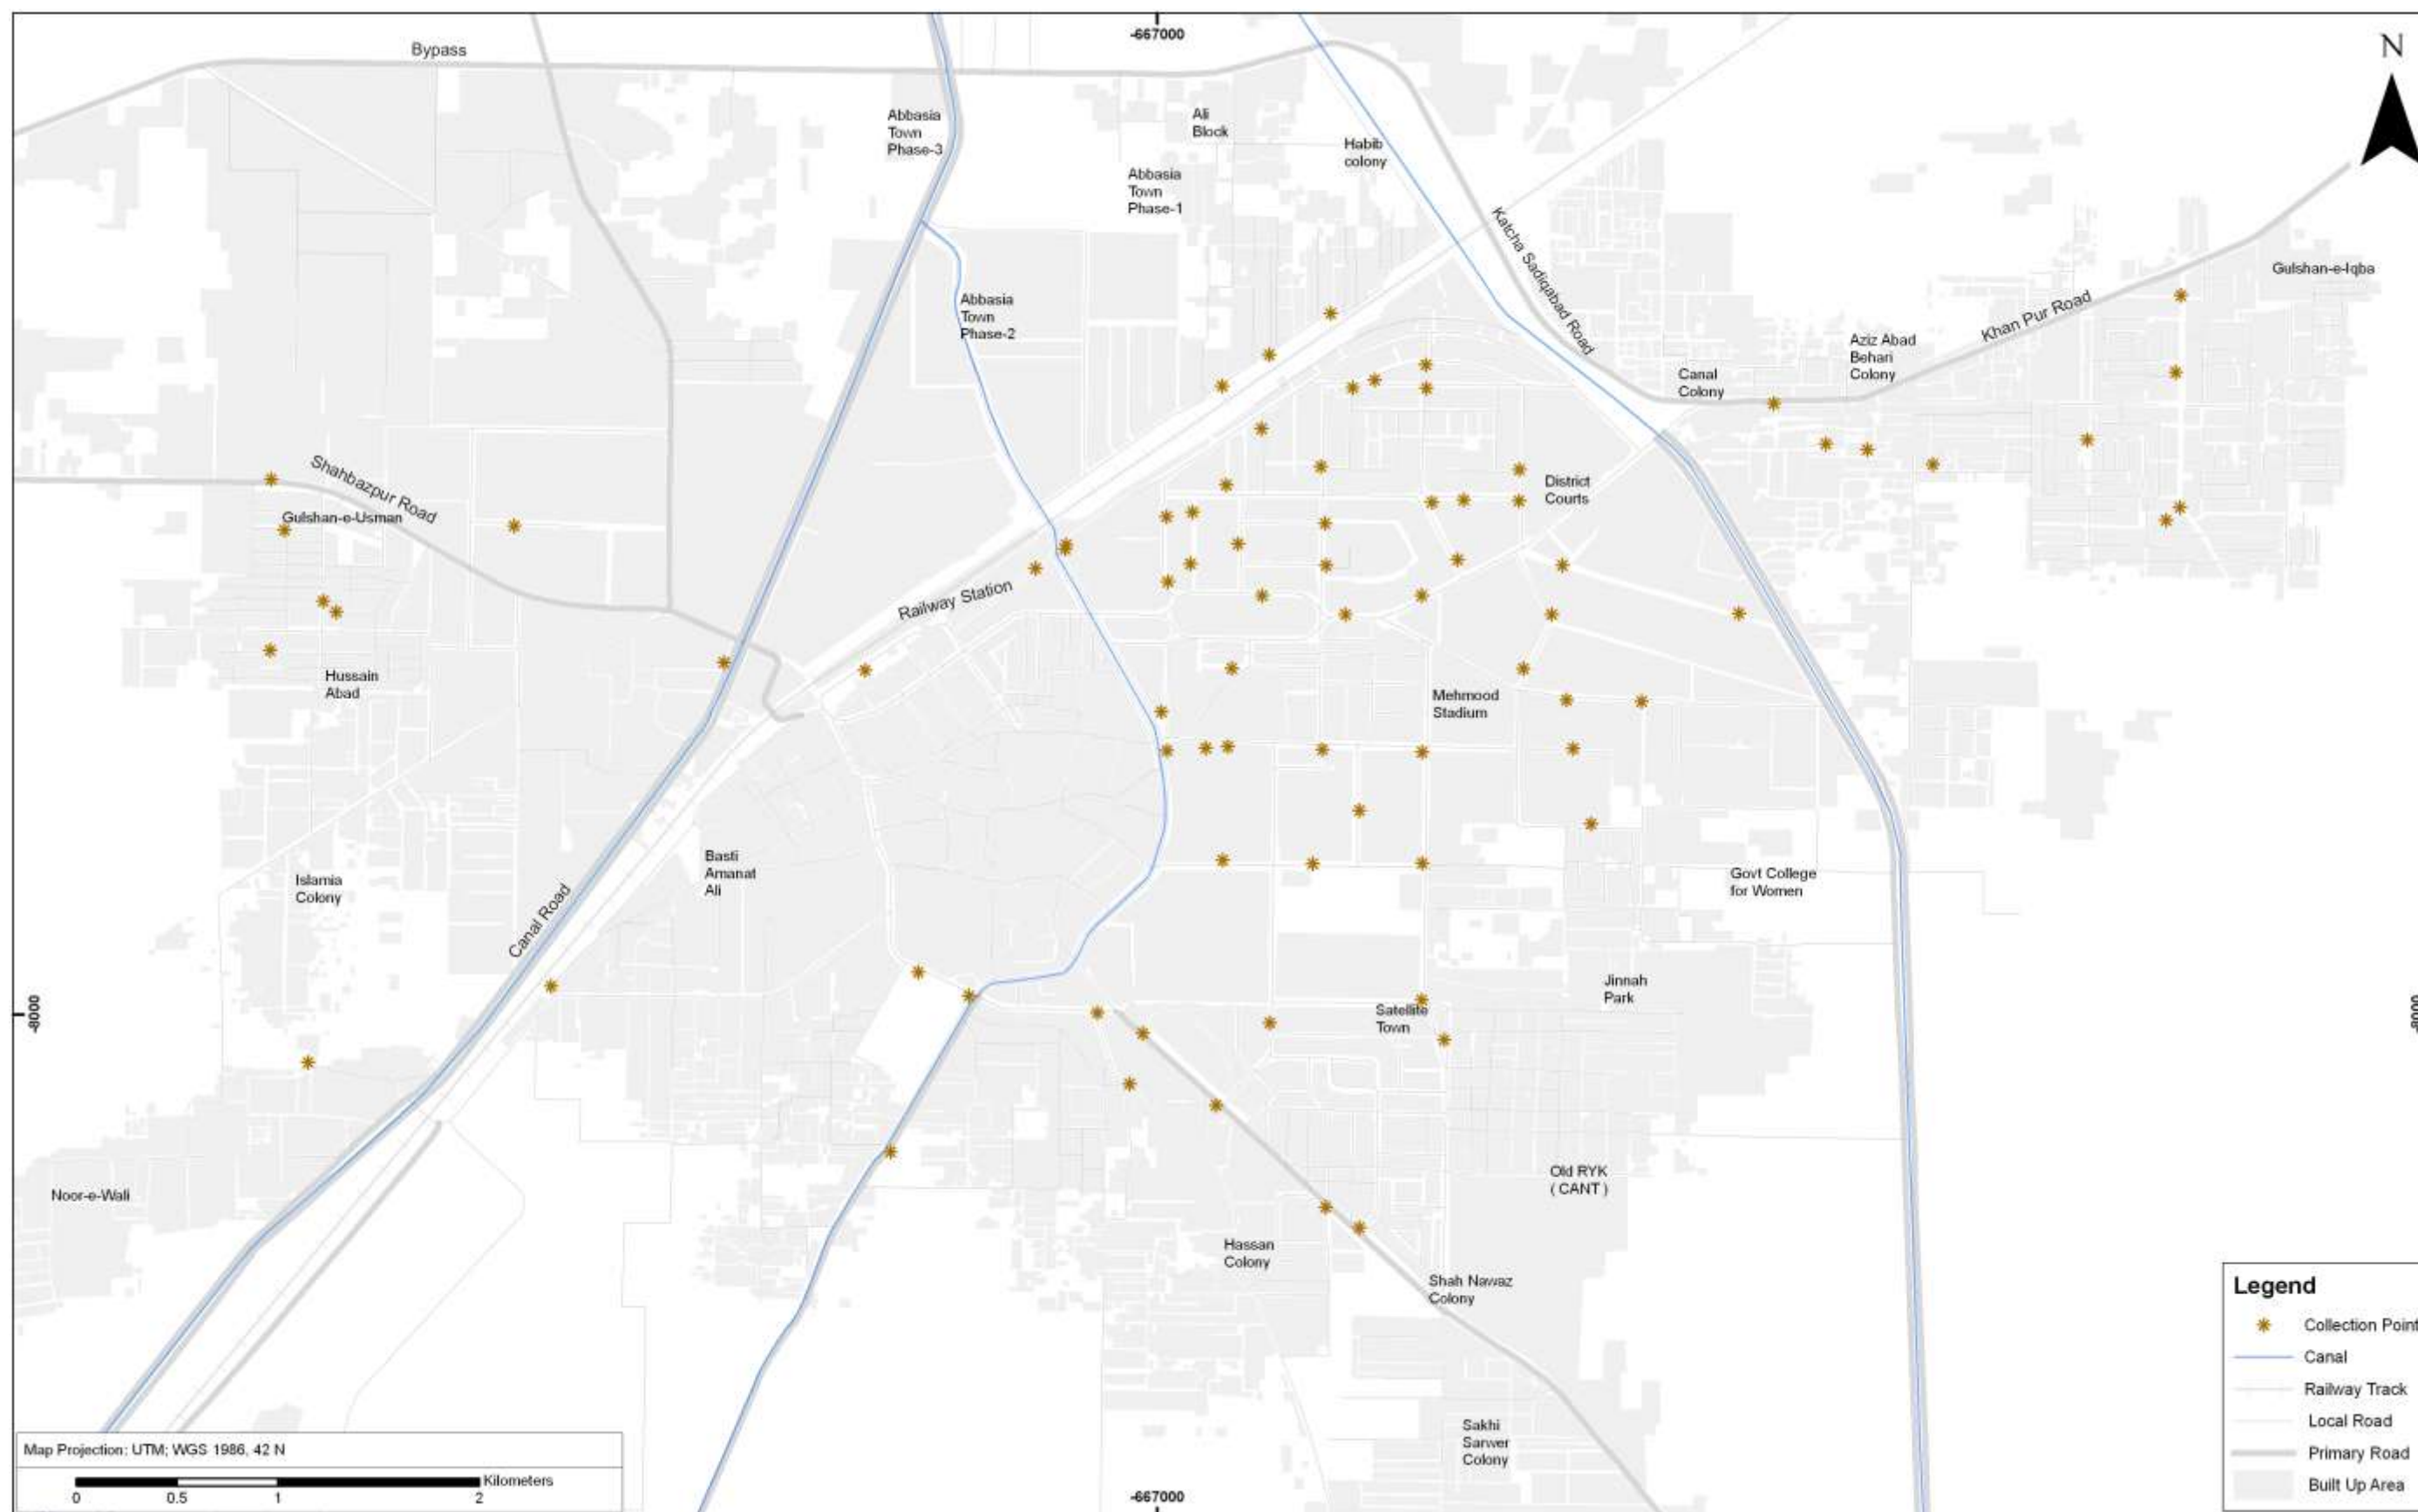 -667000
Bypass
N
Abbasia
Town
Phase-3
Ali
Block
Habib
colony
Abbasia
Town
Phase-1
Katcha Sadiqabad Road
Gulshan-e-Iqba
Khan Pur Road
Abbasia
Town
Phase-2
Aziz Abad
Behari
Colony
Canal
Colony
Shahbazpur Road
Gulshan-e-Usman
District
Courts
Railway Station
Hussain
Abad
Mehmood
Stadium
Basti
Amanat
Ali
Islamia
Colony
Govt College
for Women
Canal Road
Jinnah
Park
-8000
-8000
Satellite
Town
Noor-e-Wali
Old RYK
( CANT )
Hassan
Colony
Shah Nawaz
Colony
Sakhi
Sarwer
Colony
Legend
Collection Point
Canal
Railway Track
Local Road
Primary Road
Built Up Area
Map Projection: UTM; WGS 1986, 42 N
Kilometers
0 0.5 1 2
-667000